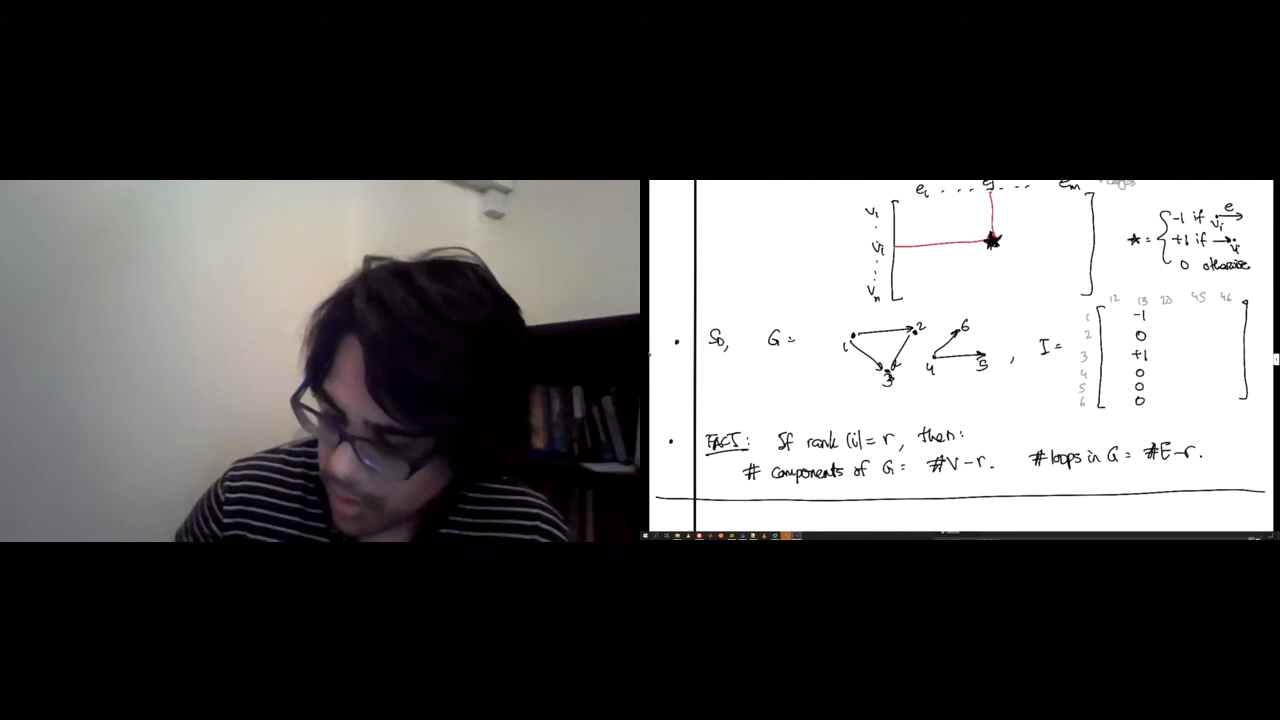 e₁ . . . . eⱼ . . . . eₘ
v₁
⋮
vᵢ
⋮
vₙ
★ = { -1 if vᵢ e
+1 if vᵢ
0 otherwise
So, G = 1 2 3 4 5 6 , I =
12 13 23 45 46
1 -1
2 0
3 +1
4 0
5 0
6 0
FACT: If rank (I) = r, then:
# components of G = #V-r. # loops in G = #E-r.